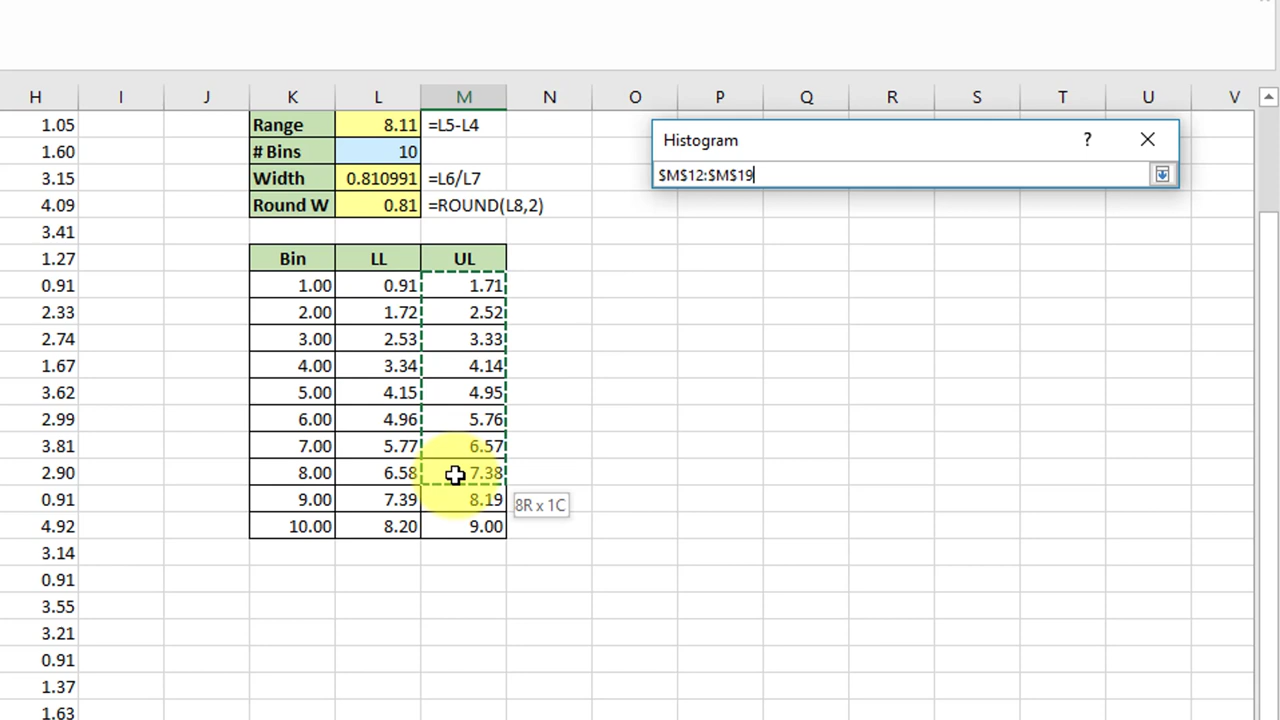 H I J K L M N O P Q R S T U V
1.05 Range 8.11 =L5-L4
Histogram ? 
1.60 # Bins 10
3.15 Width 0.810991 =L6/L7
$M$12:$M$19
4.09 Round W 0.81 =ROUND(L8,2)
3.41
1.27 Bin LL UL
0.91 1.00 0.91 1.71
2.33 2.00 1.72 2.52
2.74 3.00 2.53 3.33
1.67 4.00 3.34 4.14
3.62 5.00 4.15 4.95
2.99 6.00 4.96 5.76
3.81 7.00 5.77 6.57
2.90 8.00 6.58 7.38
0.91 9.00 7.39 8.19 8R x 1C
4.92 10.00 8.20 9.00
3.14
0.91
3.55
3.21
0.91
1.37
1.63